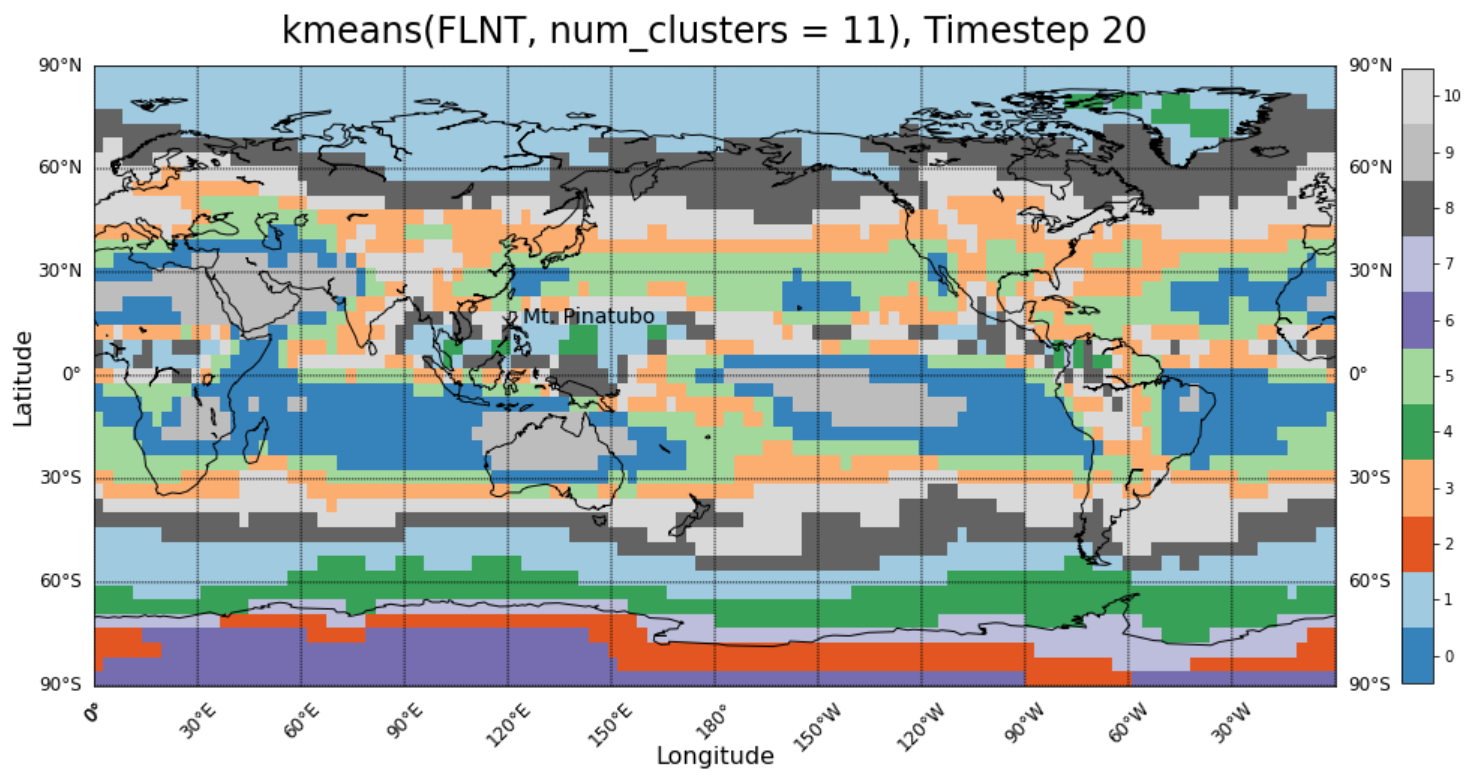 kmeans(FLNT, num_clusters = 11), Timestep 20
90°N
90°N
10
9
60°N
60°N
8
30°N
30°N
7
Mt. Pinatubo
6
Latitude
0°
0°
5
4
30°S
30°S
3
2
60°S
60°S
1
0
90°S
90°S
0°
30°E
60°E
90°E
120°E
150°E
180°
150°W
120°W
90°W
60°W
30°W
Longitude